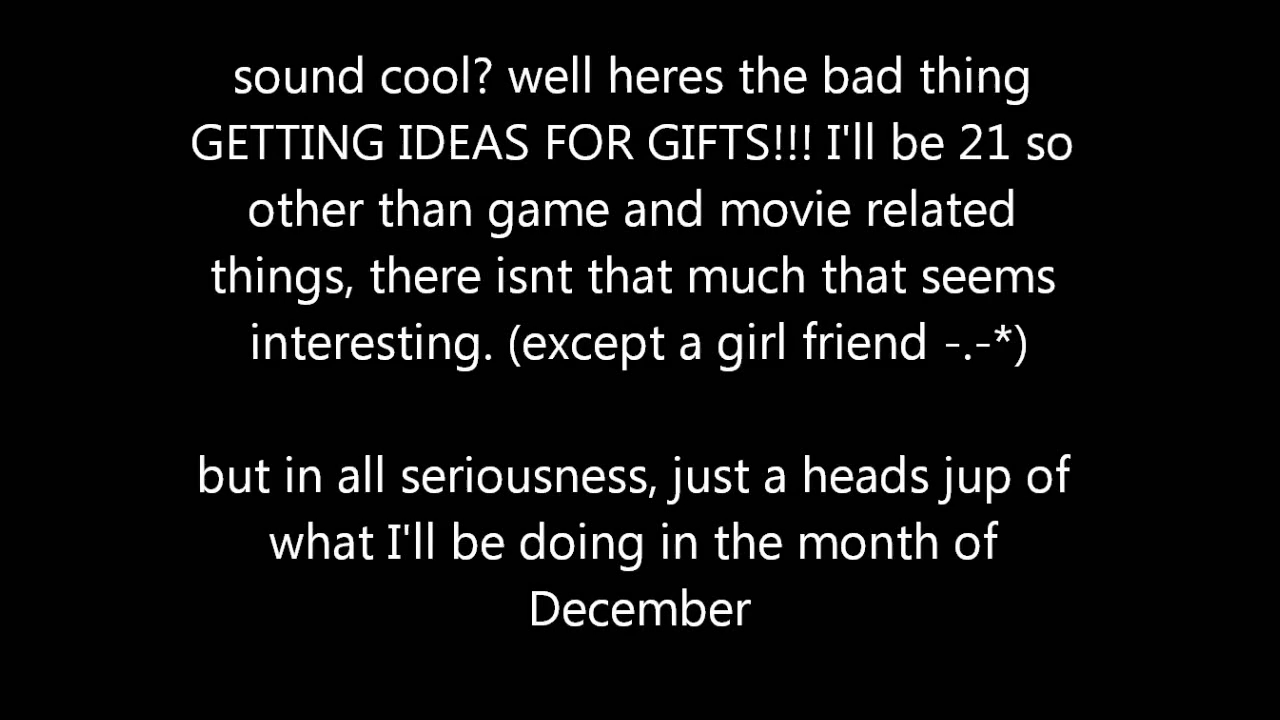 sound cool? well heres the bad thing
GETTING IDEAS FOR GIFTS!!! I'll be 21 so
other than game and movie related
things, there isnt that much that seems
interesting. (except a girl friend -.-*)
but in all seriousness, just a heads jup of
what I'll be doing in the month of
December